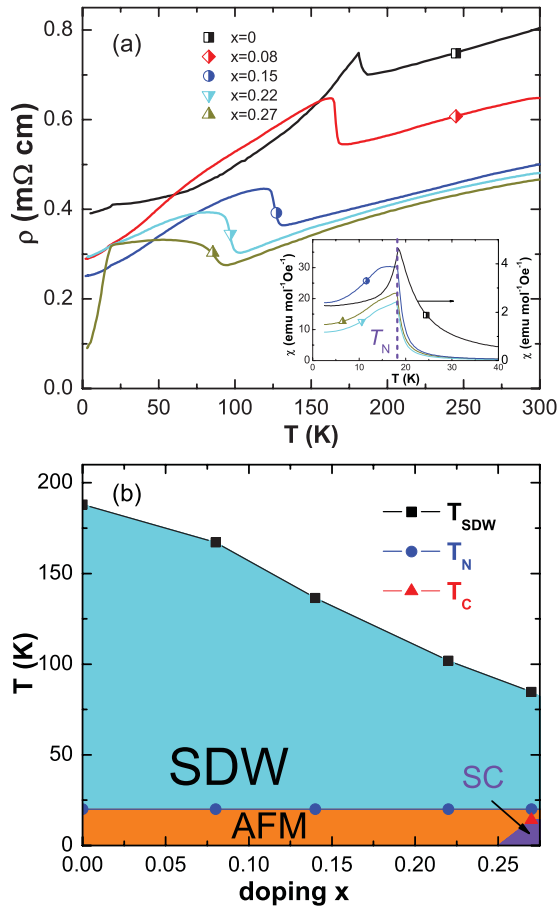 (a)
x=0
x=0.08
x=0.15
x=0.22
x=0.27
ρ (mΩ cm)
0.8
0.6
0.4
0.2
0.0
0 50 100 150 200 250 300
T (K)
χ (emu mol⁻¹Oe⁻¹)
30
20
10
0
4
2
0
χ (emu mol⁻¹Oe⁻¹)
T_N
0 10 20 30 40
T (K)
(b)
T (K)
200
150
100
50
0
T_SDW
T_N
T_C
SDW
SC
AFM
0.00 0.05 0.10 0.15 0.20 0.25
doping x